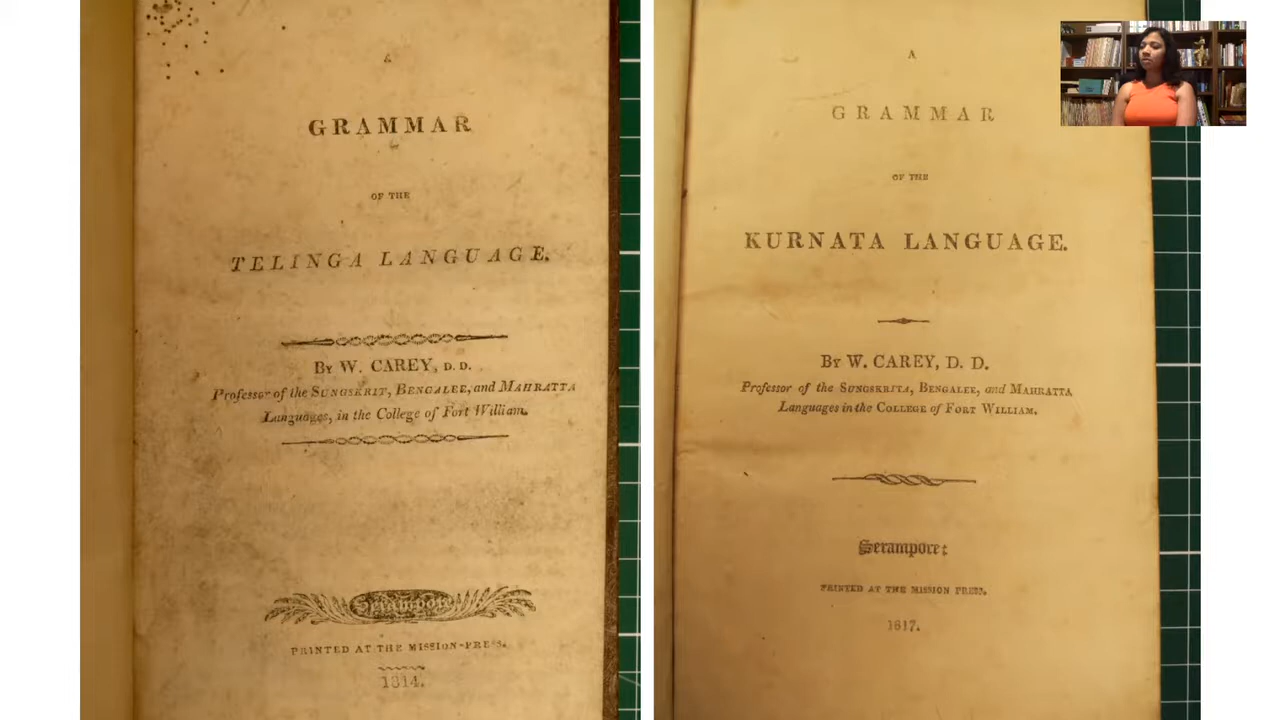 A
GRAMMAR
OF THE
TELINGA LANGUAGE.
BY W. CAREY, D. D.
Professor of the SUNGSKRIT, BENGALEE, and MAHRATTA
Languages, in the College of Fort William.
Serampore
PRINTED AT THE MISSION-PRESS.
1814.
A
GRAMMAR
OF THE
KURNATA LANGUAGE.
BY W. CAREY, D. D.
Professor of the SUNGSKRITA, BENGALEE, and MAHRATTA
Languages in the COLLEGE of FORT WILLIAM.
Serampore:
PRINTED AT THE MISSION PRESS.
1817.